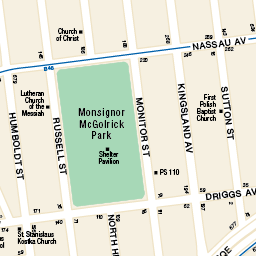 Church
of Christ
NASSAU AV
B48
220
Lutheran
Church
of the
Messiah
Monsignor
McGolrick
Park
Shelter
Pavilion
First
Polish
Baptist
Church
HUMBOLDT ST
RUSSELL ST
MONITOR ST
KINGSLAND AV
SUTTON ST
PS 110
DRIGGS AV
St. Stanislaus
Kostka Church
NORTH H
QE